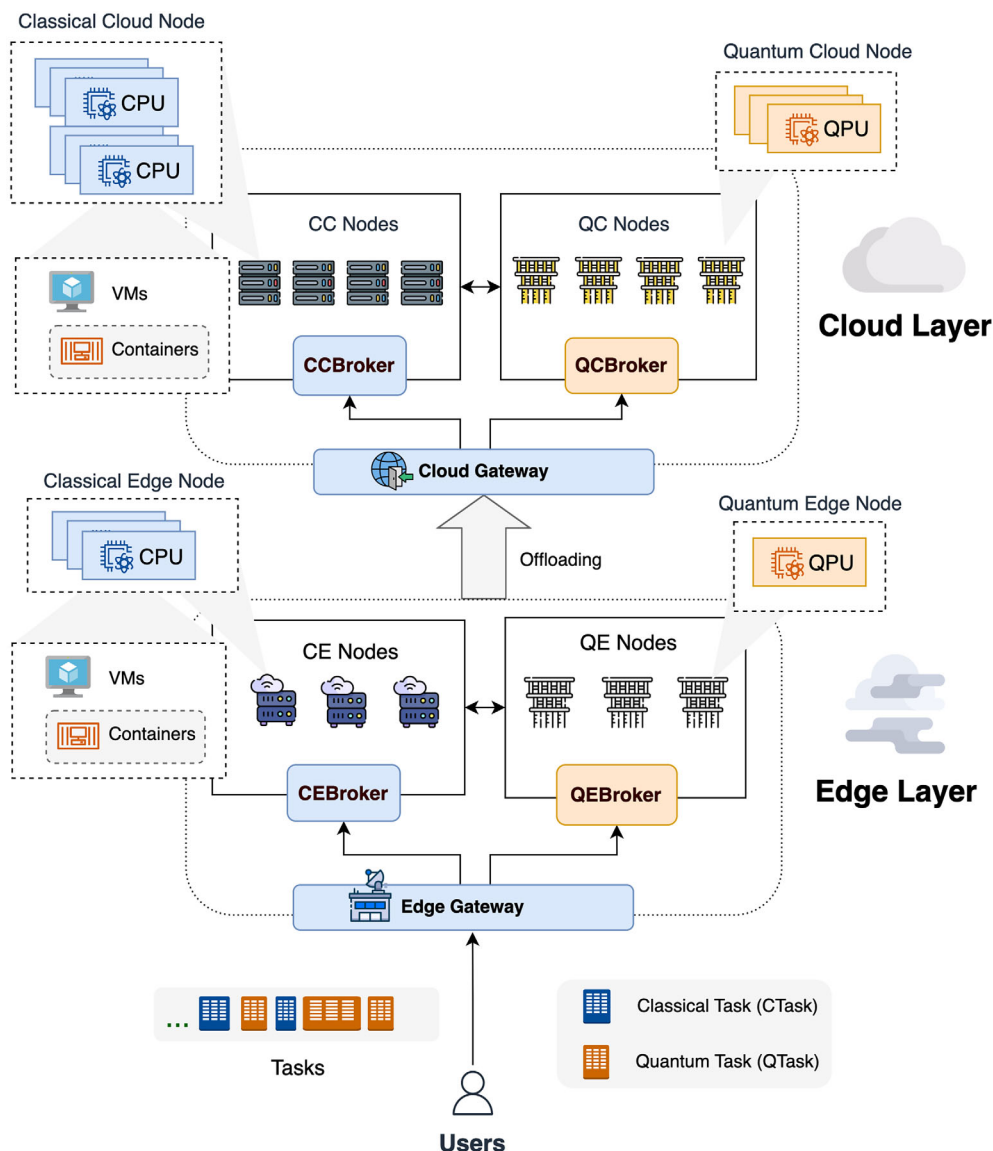 Classical Cloud Node
Quantum Cloud Node
CPU
CPU
QPU
CC Nodes
QC Nodes
VMs
Containers
CCBroker
QCBroker
Cloud Layer
Cloud Gateway
Classical Edge Node
Quantum Edge Node
CPU
Offloading
QPU
CE Nodes
QE Nodes
VMs
Containers
CEBroker
QEBroker
Edge Layer
Edge Gateway
...
Tasks
Classical Task (CTask)
Quantum Task (QTask)
Users